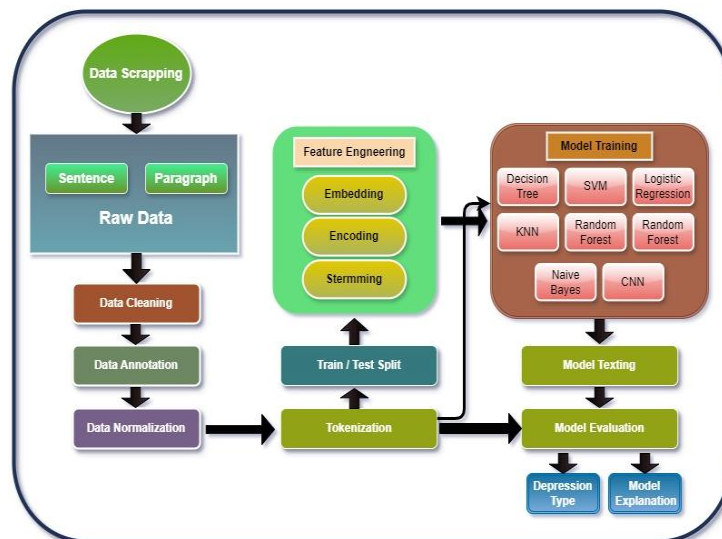 Data Scrapping
Sentence
Paragraph
Raw Data
Data Cleaning
Data Annotation
Data Normalization
Feature Engneering
Embedding
Encoding
Stermming
Train / Test Split
Tokenization
Model Training
Decision
Tree
SVM
Logistic
Regression
KNN
Random
Forest
Random
Forest
Naive
Bayes
CNN
Model Texting
Model Evaluation
Depression
Type
Model
Explanation